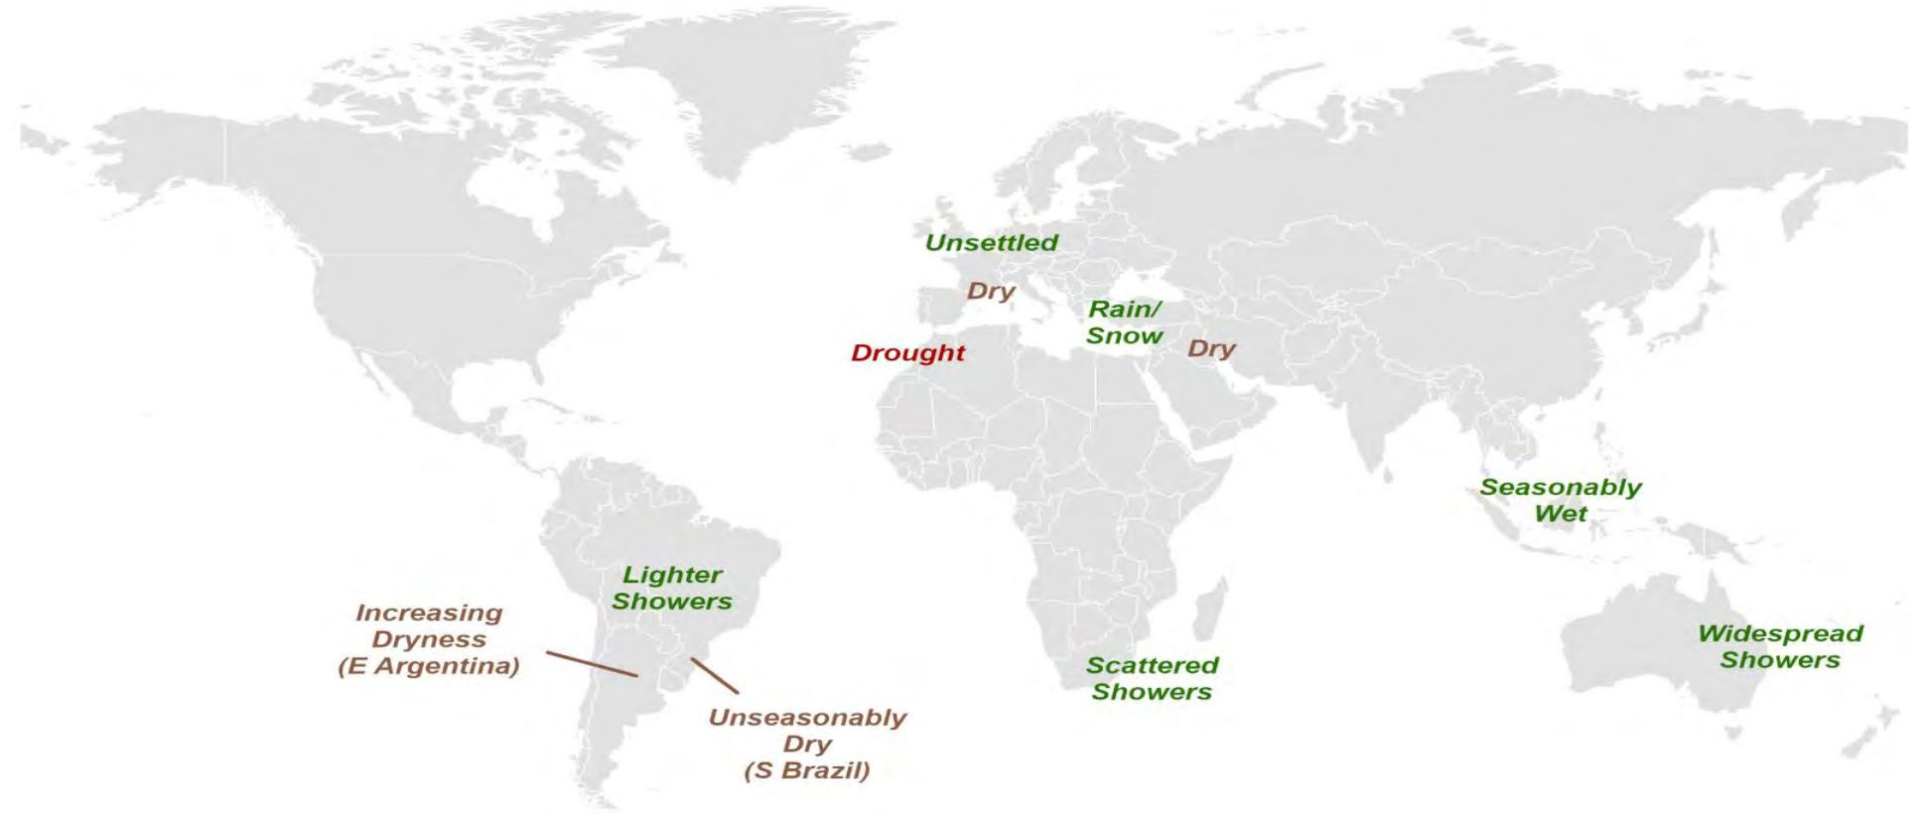 Unsettled
Dry
Rain/
Snow
Drought
Dry
Seasonably
Wet
Lighter
Showers
Increasing
Dryness
(E Argentina)
Widespread
Showers
Scattered
Showers
Unseasonably
Dry
(S Brazil)